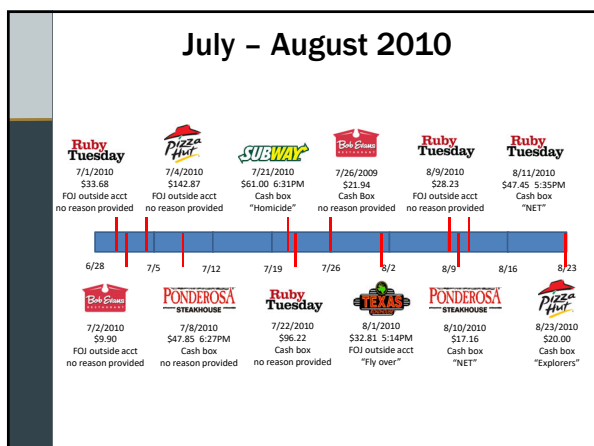 July – August 2010
Ruby
Tuesday
7/1/2010
$33.68
FOJ outside acct
no reason provided
Pizza
Hut
7/4/2010
$142.87
FOJ outside acct
no reason provided
SUBWAY
7/21/2010
$61.00 6:31PM
Cash box
"Homicide"
Bob Evans
RESTAURANT
7/26/2009
$21.94
Cash Box
no reason provided
Ruby
Tuesday
8/9/2010
$28.23
FOJ outside acct
no reason provided
Ruby
Tuesday
8/11/2010
$47.45 5:35PM
Cash box
"NET"
6/28
7/5
7/12
7/19
7/26
8/2
8/9
8/16
8/23
Bob Evans
RESTAURANT
7/2/2010
$9.90
FOJ outside acct
no reason provided
PONDEROSA
STEAKHOUSE
7/8/2010
$47.85 6:27PM
Cash box
no reason provided
Ruby
Tuesday
7/22/2010
$96.22
Cash box
no reason provided
TEXAS
8/1/2010
$32.81 5:14PM
FOJ outside acct
"Fly over"
PONDEROSA
STEAKHOUSE
8/10/2010
$17.16
Cash box
"NET"
Pizza
Hut
8/23/2010
$20.00
Cash box
"Explorers"